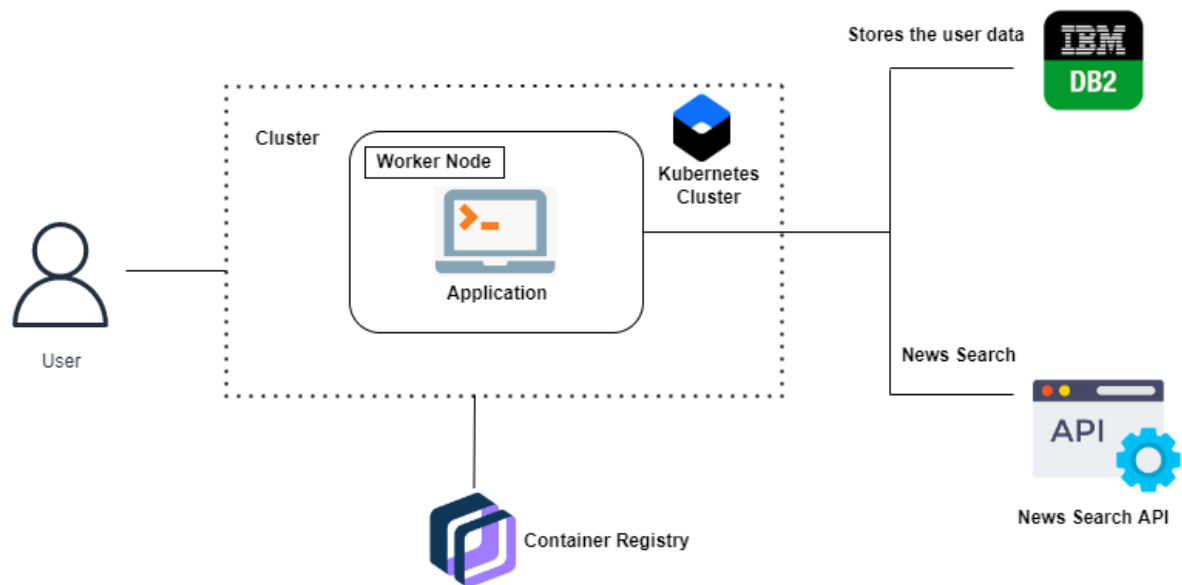 Stores the user data
IBM
DB2
Cluster
Worker Node
Kubernetes
Cluster
Application
User
News Search
API
News Search API
Container Registry